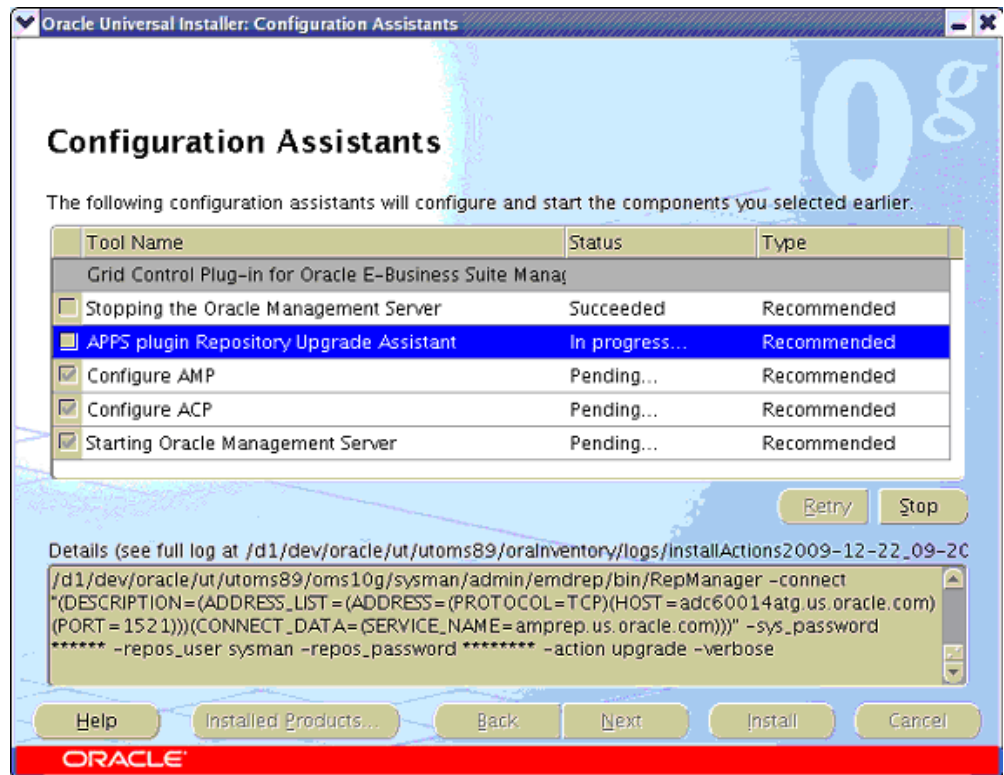 Oracle Universal Installer: Configuration Assistants
0g
Configuration Assistants
The following configuration assistants will configure and start the components you selected earlier.
Tool Name Status Type
Grid Control Plug-in for Oracle E-Business Suite Manag
Stopping the Oracle Management Server Succeeded Recommended
APPS plugin Repository Upgrade Assistant In progress... Recommended
Configure AMP Pending... Recommended
Configure ACP Pending... Recommended
Starting Oracle Management Server Pending... Recommended
Retry Stop
Details (see full log at /d1/dev/oracle/ut/utoms89/oraInventory/logs/installActions2009-12-22_09-20
/d1/dev/oracle/ut/utoms89/oms10g/sysman/admin/emdrep/bin/RepManager -connect
"(DESCRIPTION=(ADDRESS_LIST=(ADDRESS=(PROTOCOL=TCP)(HOST=adc60014atg.us.oracle.com)
(PORT=1521)))(CONNECT_DATA=(SERVICE_NAME=amprep.us.oracle.com)))" -sys_password
****** -repos_user sysman -repos_password ******** -action upgrade -verbose
Help Installed Products... Back Next Install Cancel
ORACLE